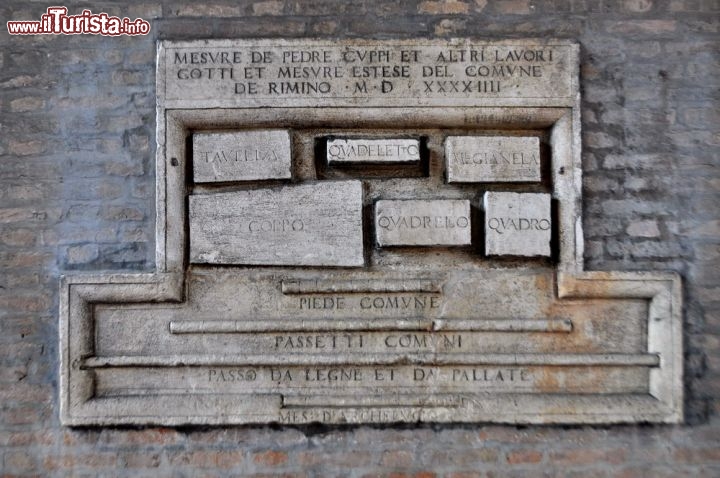 www.ilTurista.info
MESVRE DE PEDRE CVPPI ET ALTRI LAVORI
COTTI ET MESVRE ESTESE DEL COMVNE
DE RIMINO · M D XXXXIIII
TAVELLA QVADELETO
COPPO QVADRELO QVADRO
PIEDE COMVNE
PASSETTI COMVNI
PASSO DA LEGNE ET DA PALLATE